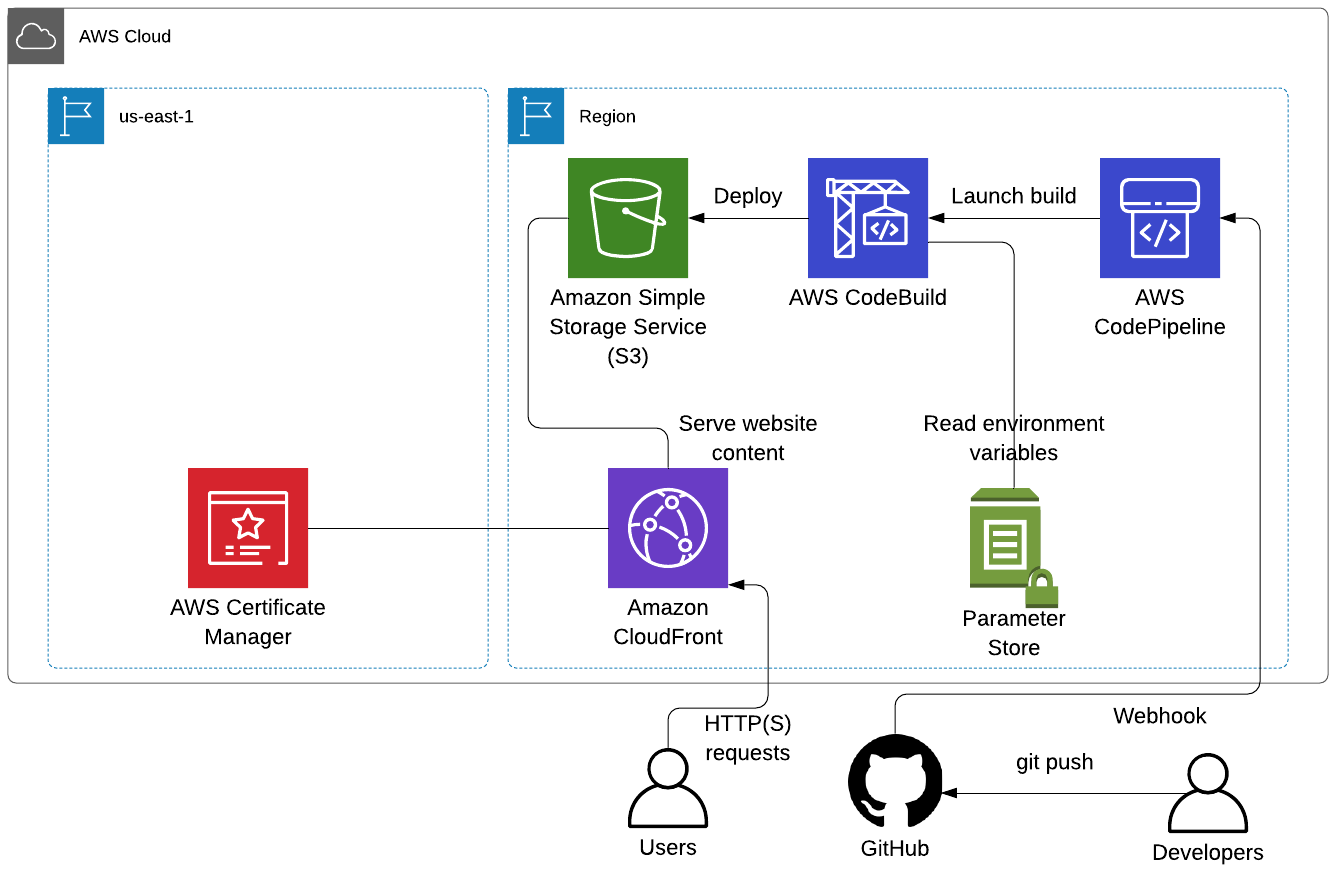 AWS Cloud
us-east-1
Region
Deploy
Launch build
Amazon Simple
Storage Service
(S3)
AWS CodeBuild
AWS
CodePipeline
Serve website
content
Read environment
variables
AWS Certificate
Manager
Amazon
CloudFront
Parameter
Store
HTTP(S)
requests
Webhook
git push
Users
GitHub
Developers